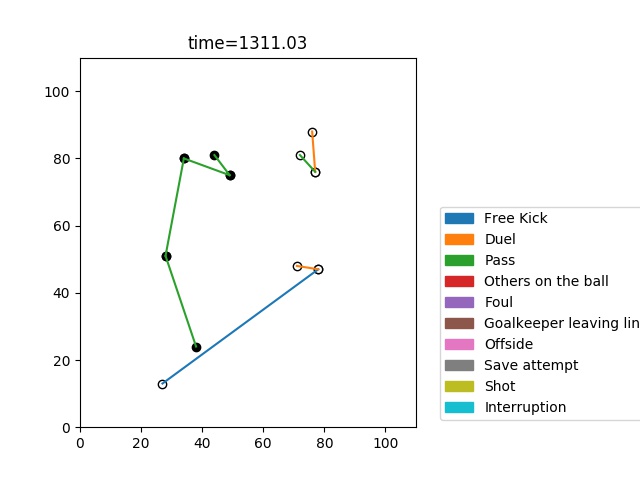 time=1311.03
100
80
60
40
20
0
0 20 40 60 80 100
Free Kick
Duel
Pass
Others on the ball
Foul
Goalkeeper leaving lin
Offside
Save attempt
Shot
Interruption